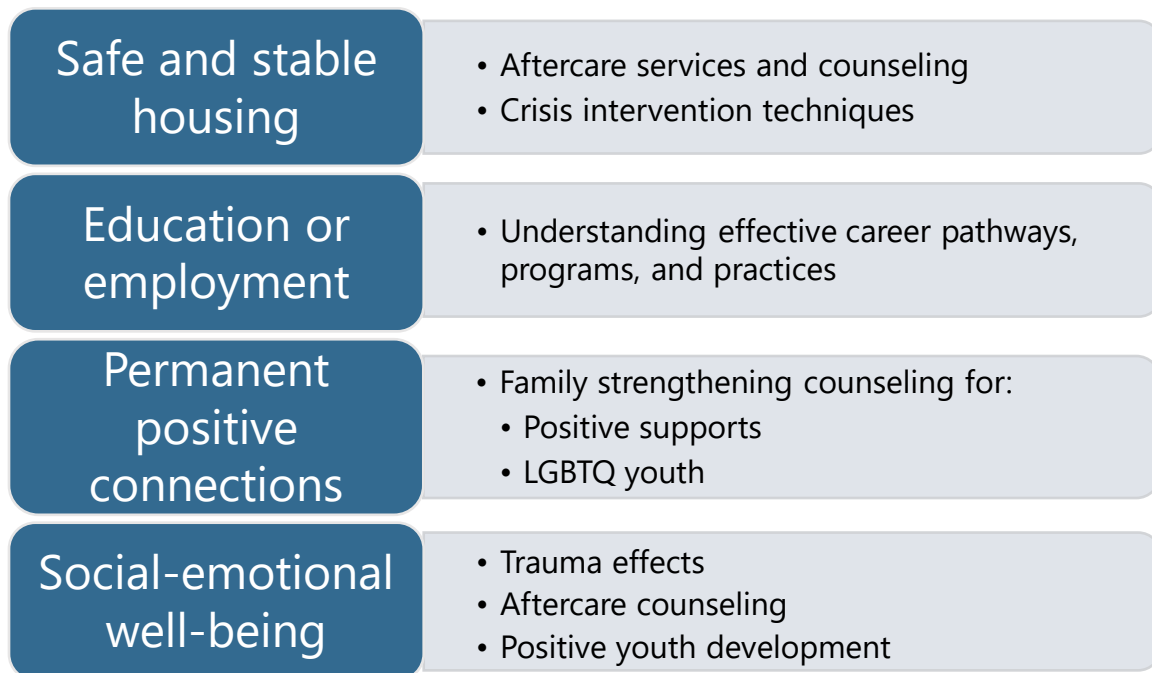 Safe and stable
housing
• Aftercare services and counseling
• Crisis intervention techniques
Education or
employment
• Understanding effective career pathways,
programs, and practices
Permanent
positive
connections
• Family strengthening counseling for:
• Positive supports
• LGBTQ youth
Social-emotional
well-being
• Trauma effects
• Aftercare counseling
• Positive youth development